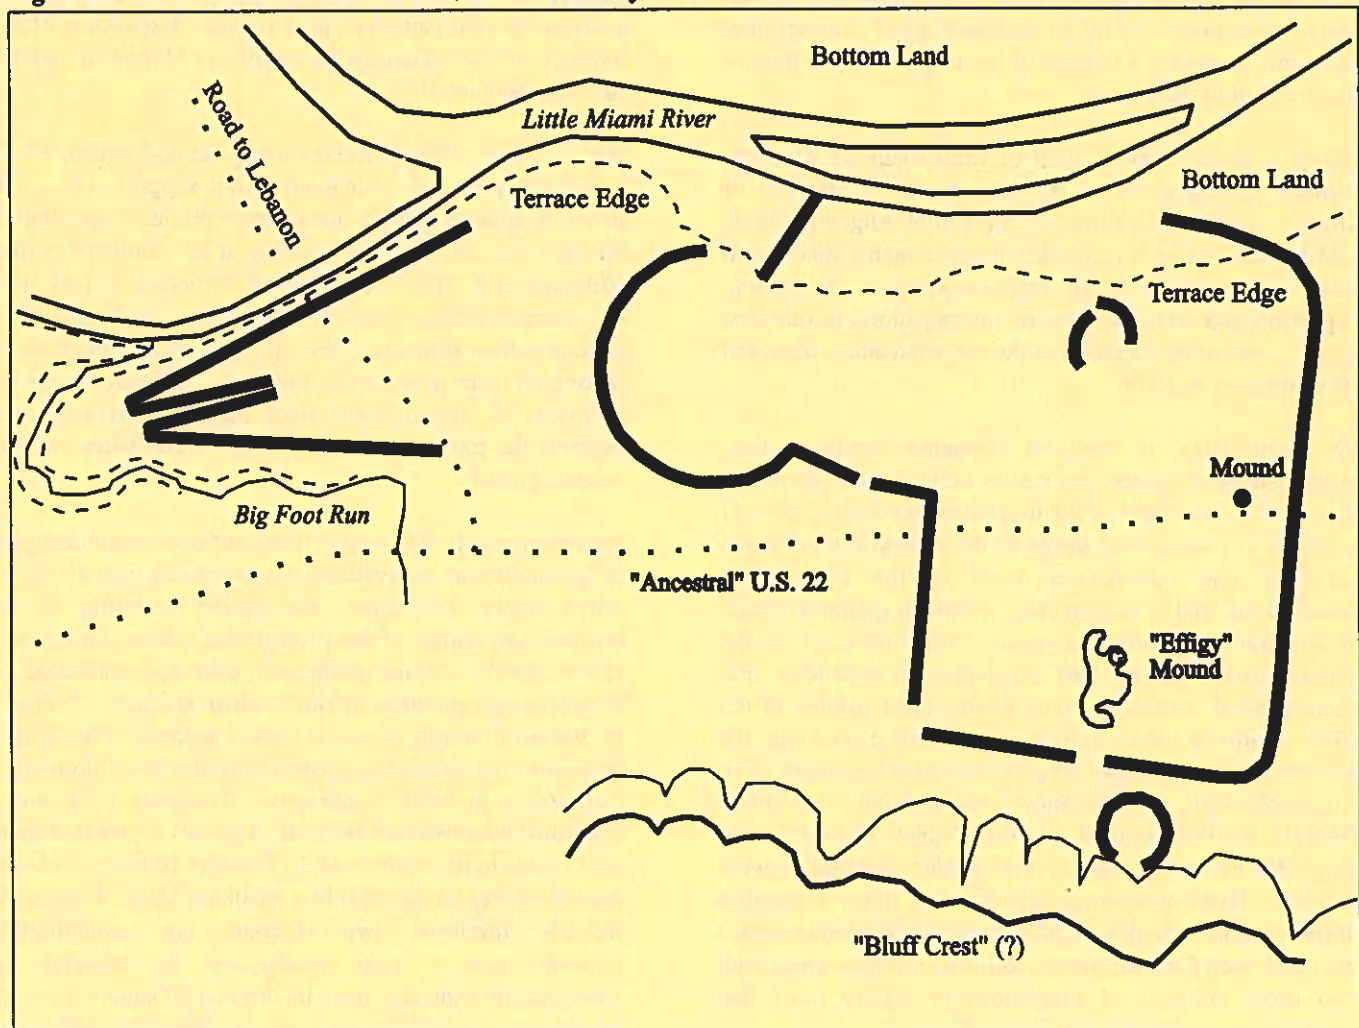 Bottom Land
Road to Lebanon
Little Miami River
Bottom Land
Terrace Edge
Terrace Edge
Mound
Big Foot Run
"Ancestral" U.S. 22
"Effigy"
Mound
"Bluff Crest" (?)